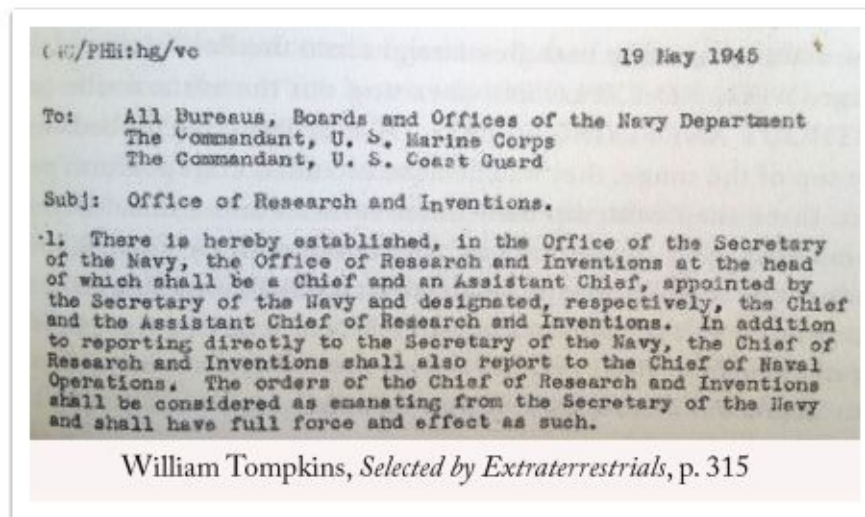 /PHH:hg/vc
19 May 1945
To: All Bureaus, Boards and Offices of the Navy Department
The Commandant, U. S. Marine Corps
The Commandant, U. S. Coast Guard
Subj: Office of Research and Inventions.
1. There is hereby established, in the Office of the Secretary
of the Navy, the Office of Research and Inventions at the head
of which shall be a Chief and an Assistant Chief, appointed by
the Secretary of the Navy and designated, respectively, the Chief
and the Assistant Chief of Research and Inventions. In addition
to reporting directly to the Secretary of the Navy, the Chief of
Research and Inventions shall also report to the Chief of Naval
Operations. The orders of the Chief of Research and Inventions
shall be considered as emanating from the Secretary of the Navy
and shall have full force and effect as such.
William Tompkins, Selected by Extraterrestrials, p. 315